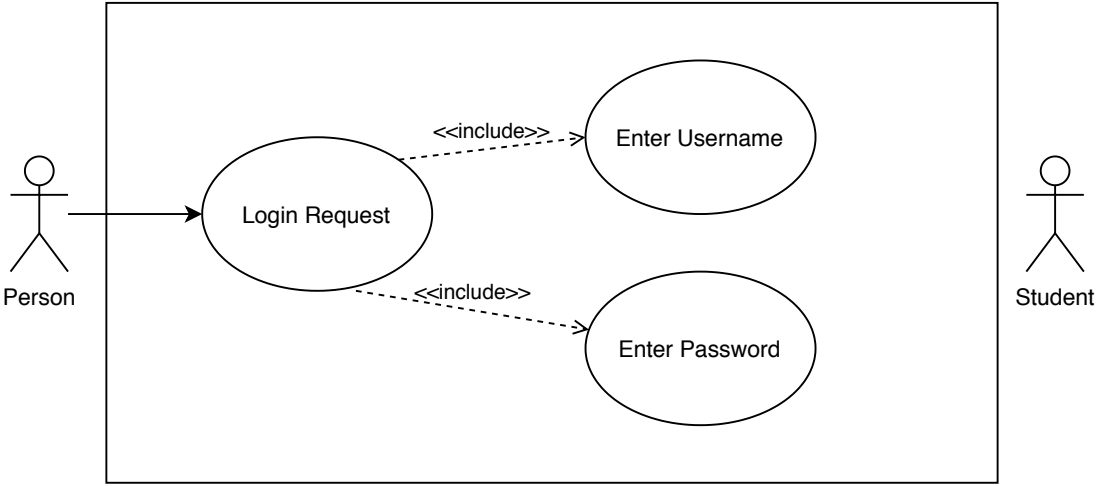 <<include>>
Enter Username
Login Request
Person
Student
<<include>>
Enter Password